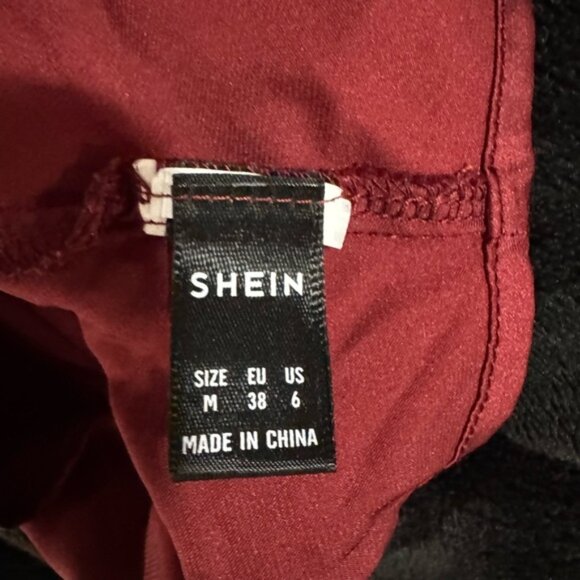 SHEIN
SIZE EU US
M 38 6
MADE IN CHINA